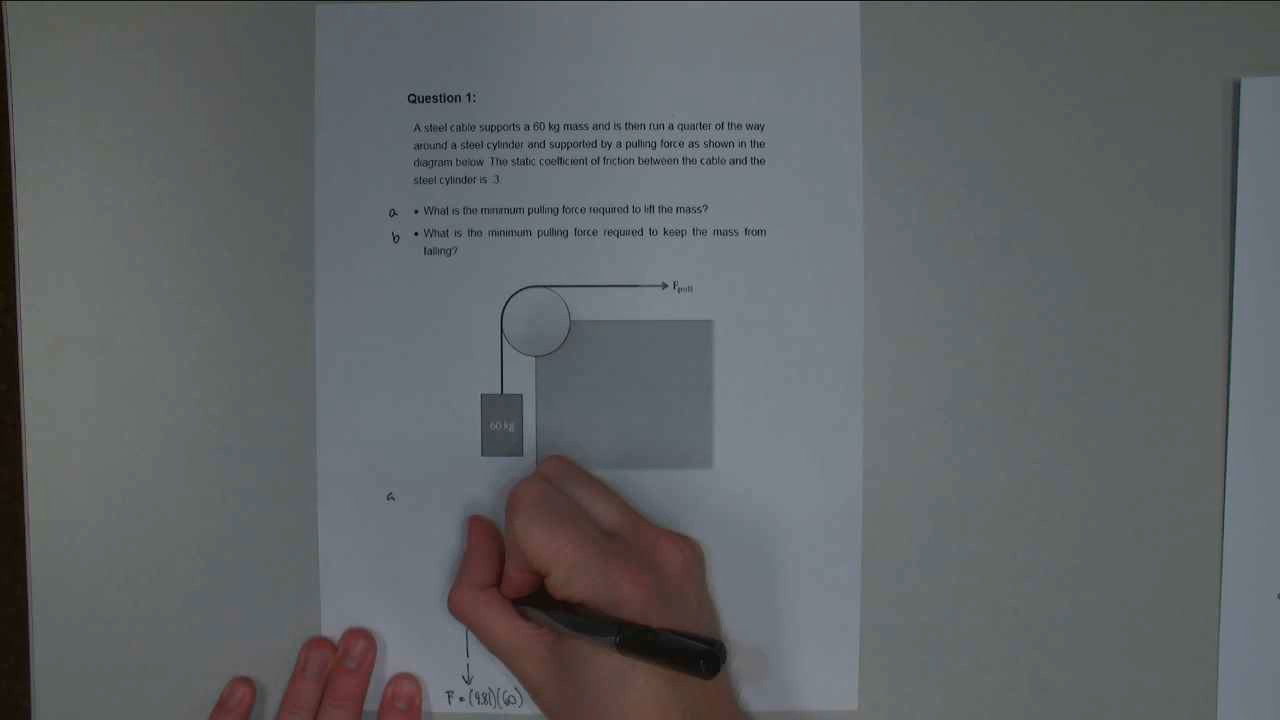 Question 1:
A steel cable supports a 60 kg mass and is then run a quarter of the way
around a steel cylinder and supported by a pulling force as shown in the
diagram below. The static coefficient of friction between the cable and the
steel cylinder is .3.
a • What is the minimum pulling force required to lift the mass?
b • What is the minimum pulling force required to keep the mass from
falling?
Fpull
60 kg
a
F = (9.81)(60)